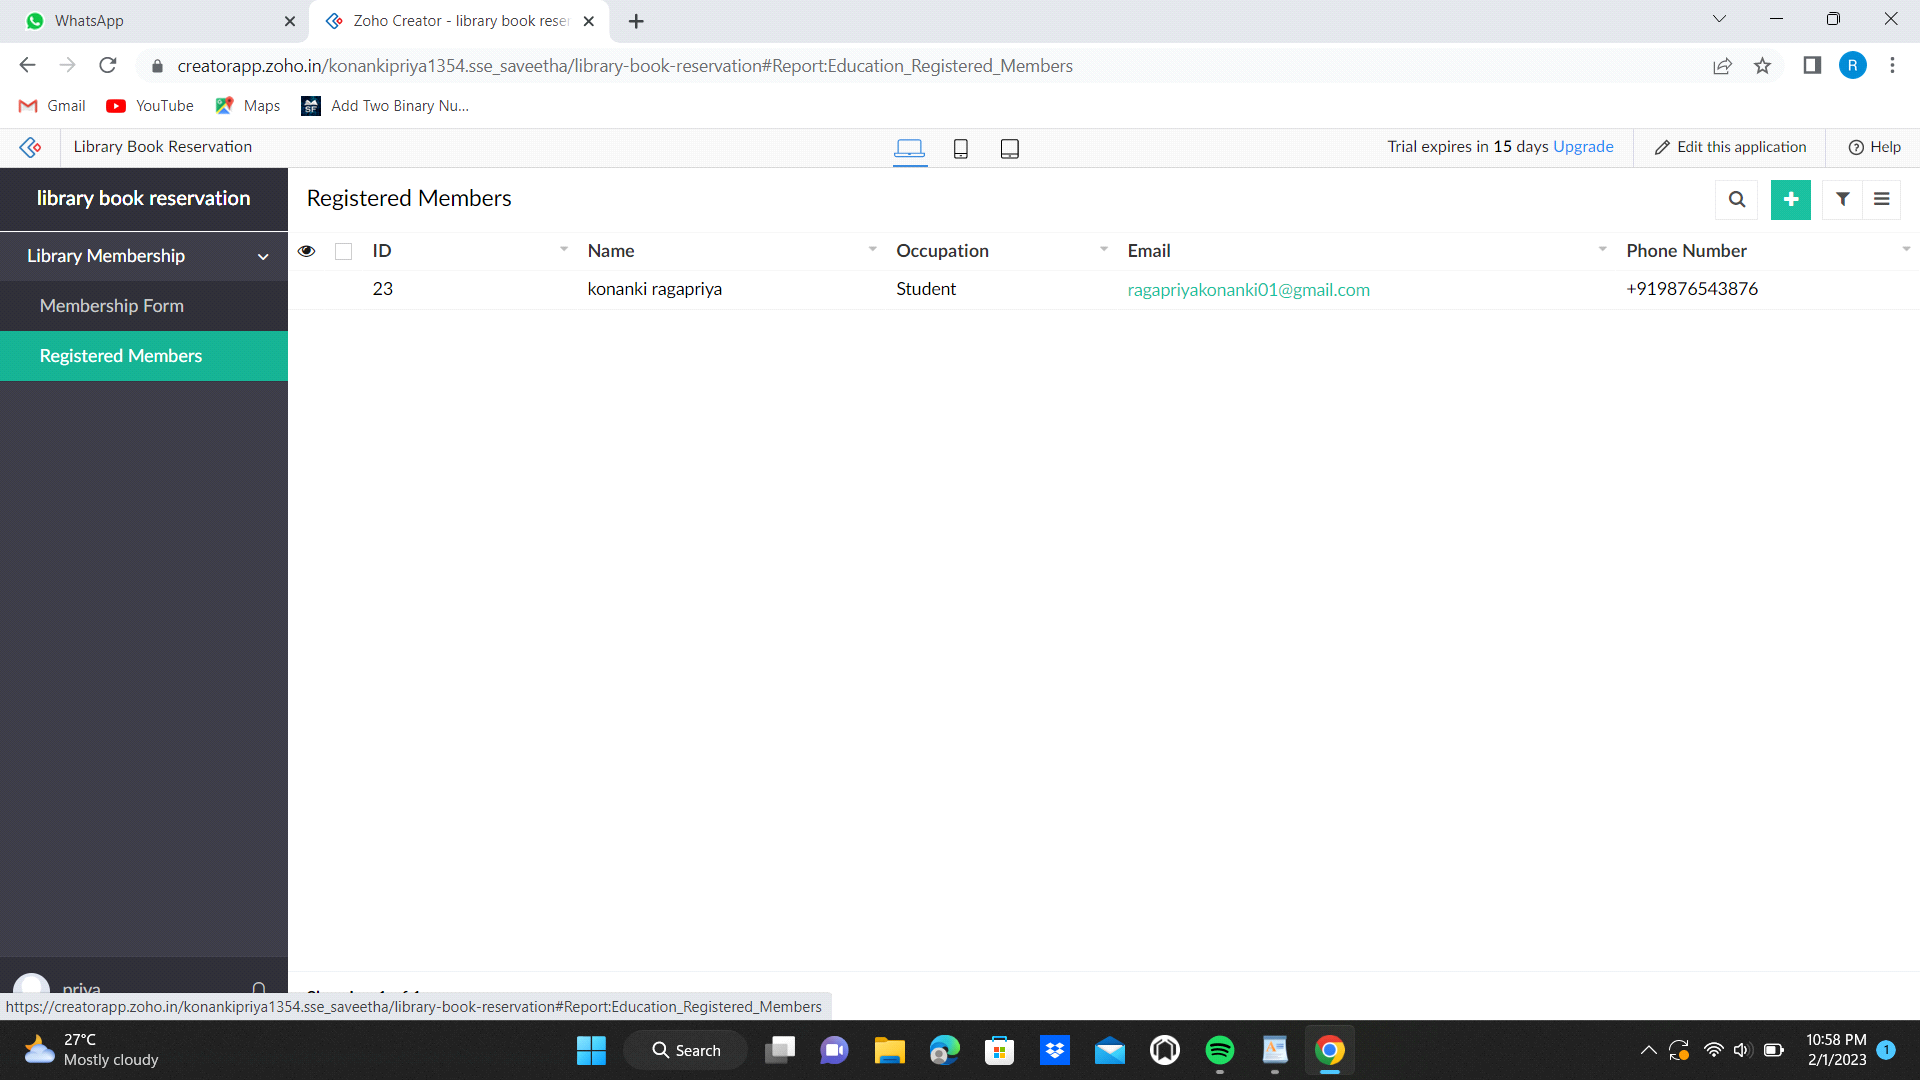 WhatsApp
Zoho Creator - library book reser
creatorapp.zoho.in/konankipriya1354.sse_saveetha/library-book-reservation#Report:Education_Registered_Members
R
Gmail YouTube Maps Add Two Binary Nu...
Library Book Reservation
Trial expires in 15 days Upgrade
Edit this application
Help
library book reservation
Library Membership
Membership Form
Registered Members
Registered Members
ID Name Occupation Email Phone Number
23 konanki ragapriya Student ragapriyakonanki01@gmail.com +919876543876
priya
https://creatorapp.zoho.in/konankipriya1354.sse_saveetha/library-book-reservation#Report:Education_Registered_Members
27°C
Mostly cloudy
Search
10:58 PM
2/1/2023
1